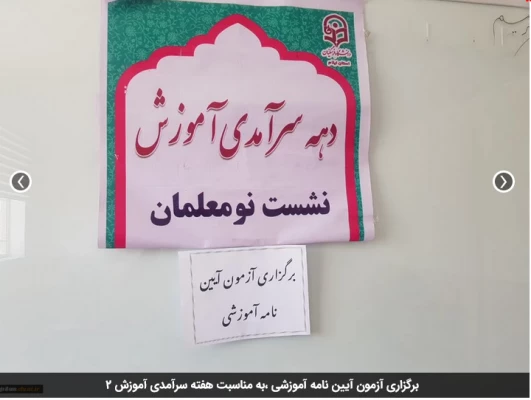 دهه سرآمدی آموزش
نشست نومعلمان
برگزاری آزمون آیین
نامه آموزشی
برگزاری آزمون آیین نامه آموزشی ،به مناسبت هفته سرآمدی آموزش ۲